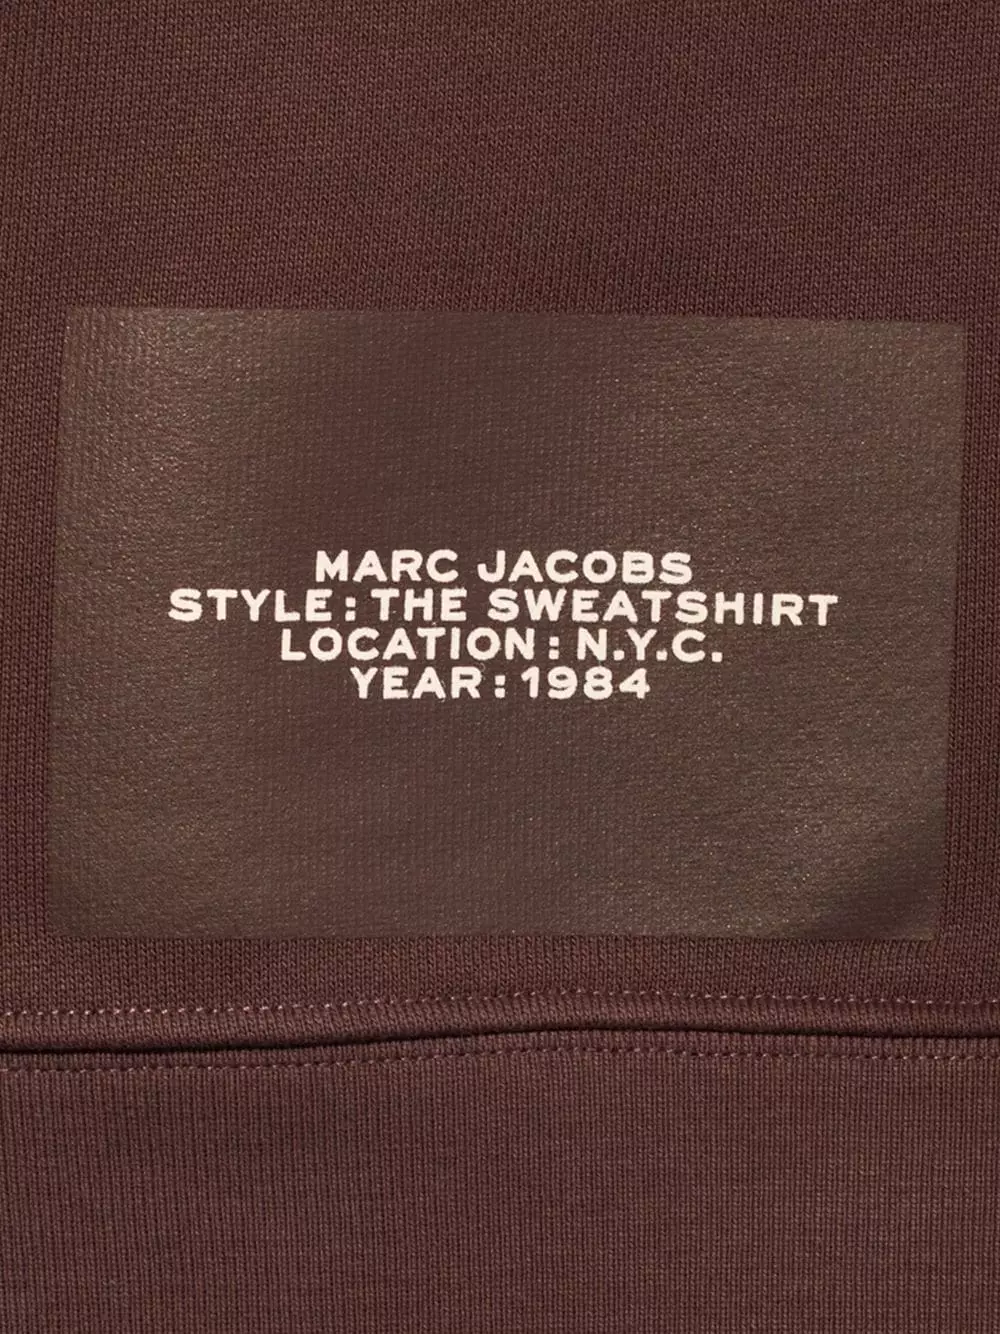 MARC JACOBS
STYLE: THE SWEATSHIRT
LOCATION: N.Y.C.
YEAR: 1984